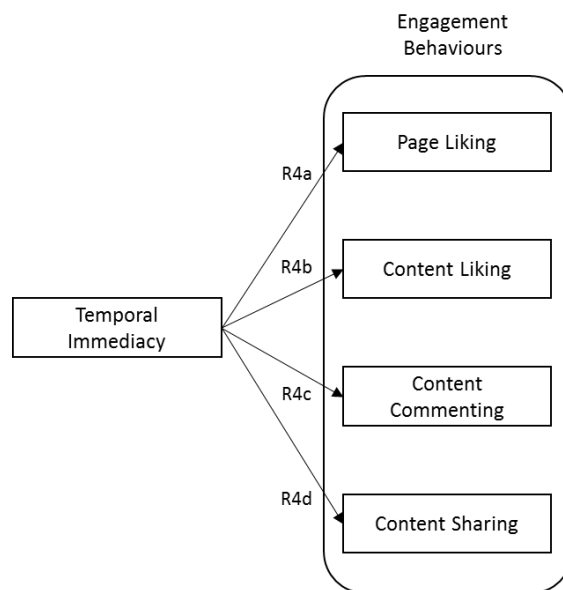 Engagement
Behaviours
Page Liking
R4a
R4b
Content Liking
Temporal
Immediacy
R4c
Content
Commenting
R4d
Content Sharing